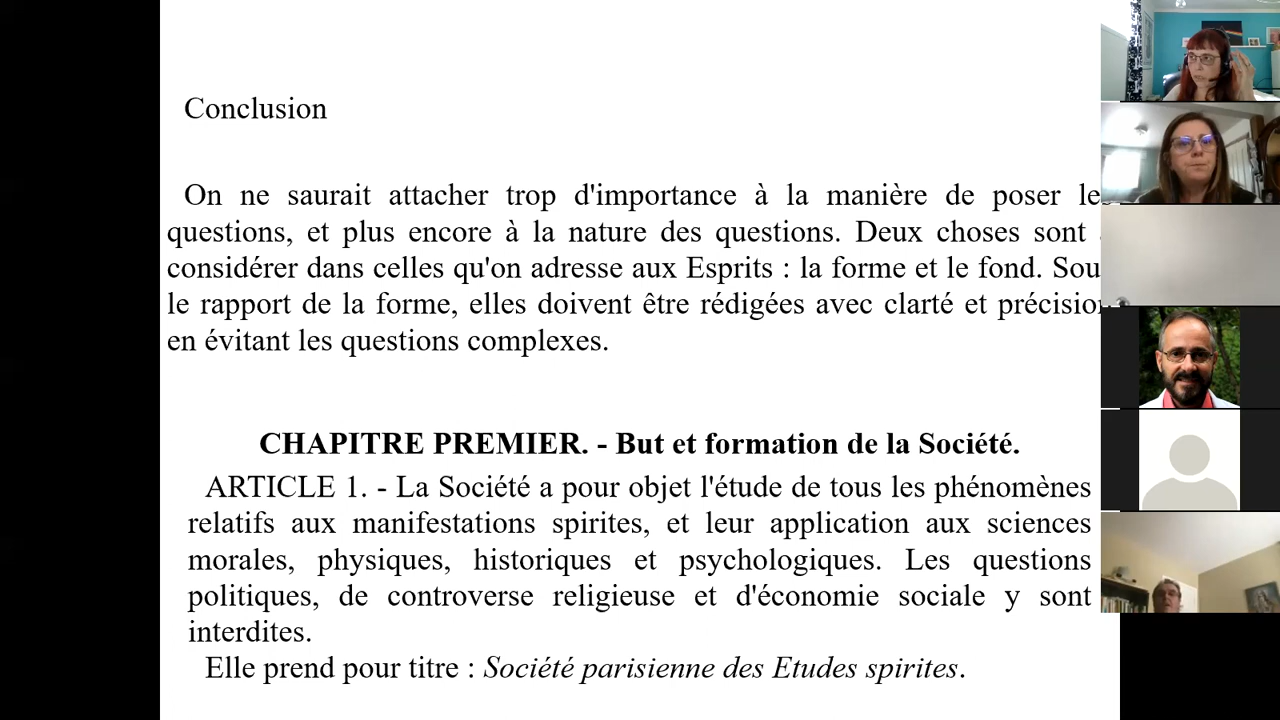 Conclusion
On ne saurait attacher trop d'importance à la manière de poser
questions, et plus encore à la nature des questions. Deux choses sont
considérer dans celles qu'on adresse aux Esprits : la forme et le fond.
le rapport de la forme, elles doivent être rédigées avec clarté et
en évitant les questions complexes.
CHAPITRE PREMIER. - But et formation de la Société.
ARTICLE 1. - La Société a pour objet l'étude de tous les phénomènes
relatifs aux manifestations spirites, et leur application aux sciences
morales, physiques, historiques et psychologiques. Les questions
politiques, de controverse religieuse et d'économie sociale y sont
interdites.
Elle prend pour titre : Société parisienne des Etudes spirites.